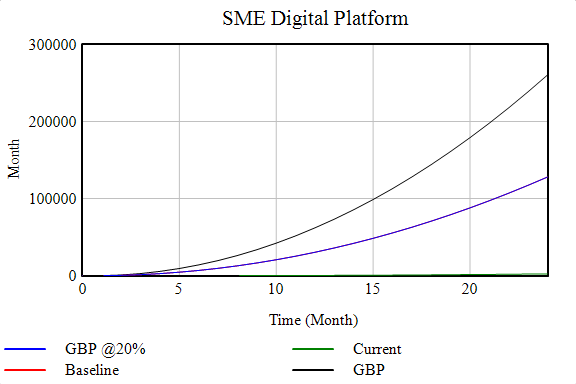 SME Digital Platform
300000
200000
100000
0
Month
0 5 10 15 20
Time (Month)
GBP @20% Current
Baseline GBP